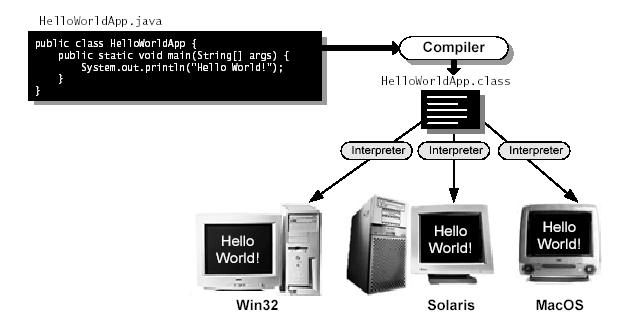 HelloWorldApp.java
public class HelloWorldApp {
public static void main(String[] args) {
System.out.println("Hello World!");
}
}
Compiler
HelloWorldApp.class
Interpreter
Interpreter
Interpreter
Hello
World!
Hello
World!
Hello
World!
Win32
Solaris
MacOS